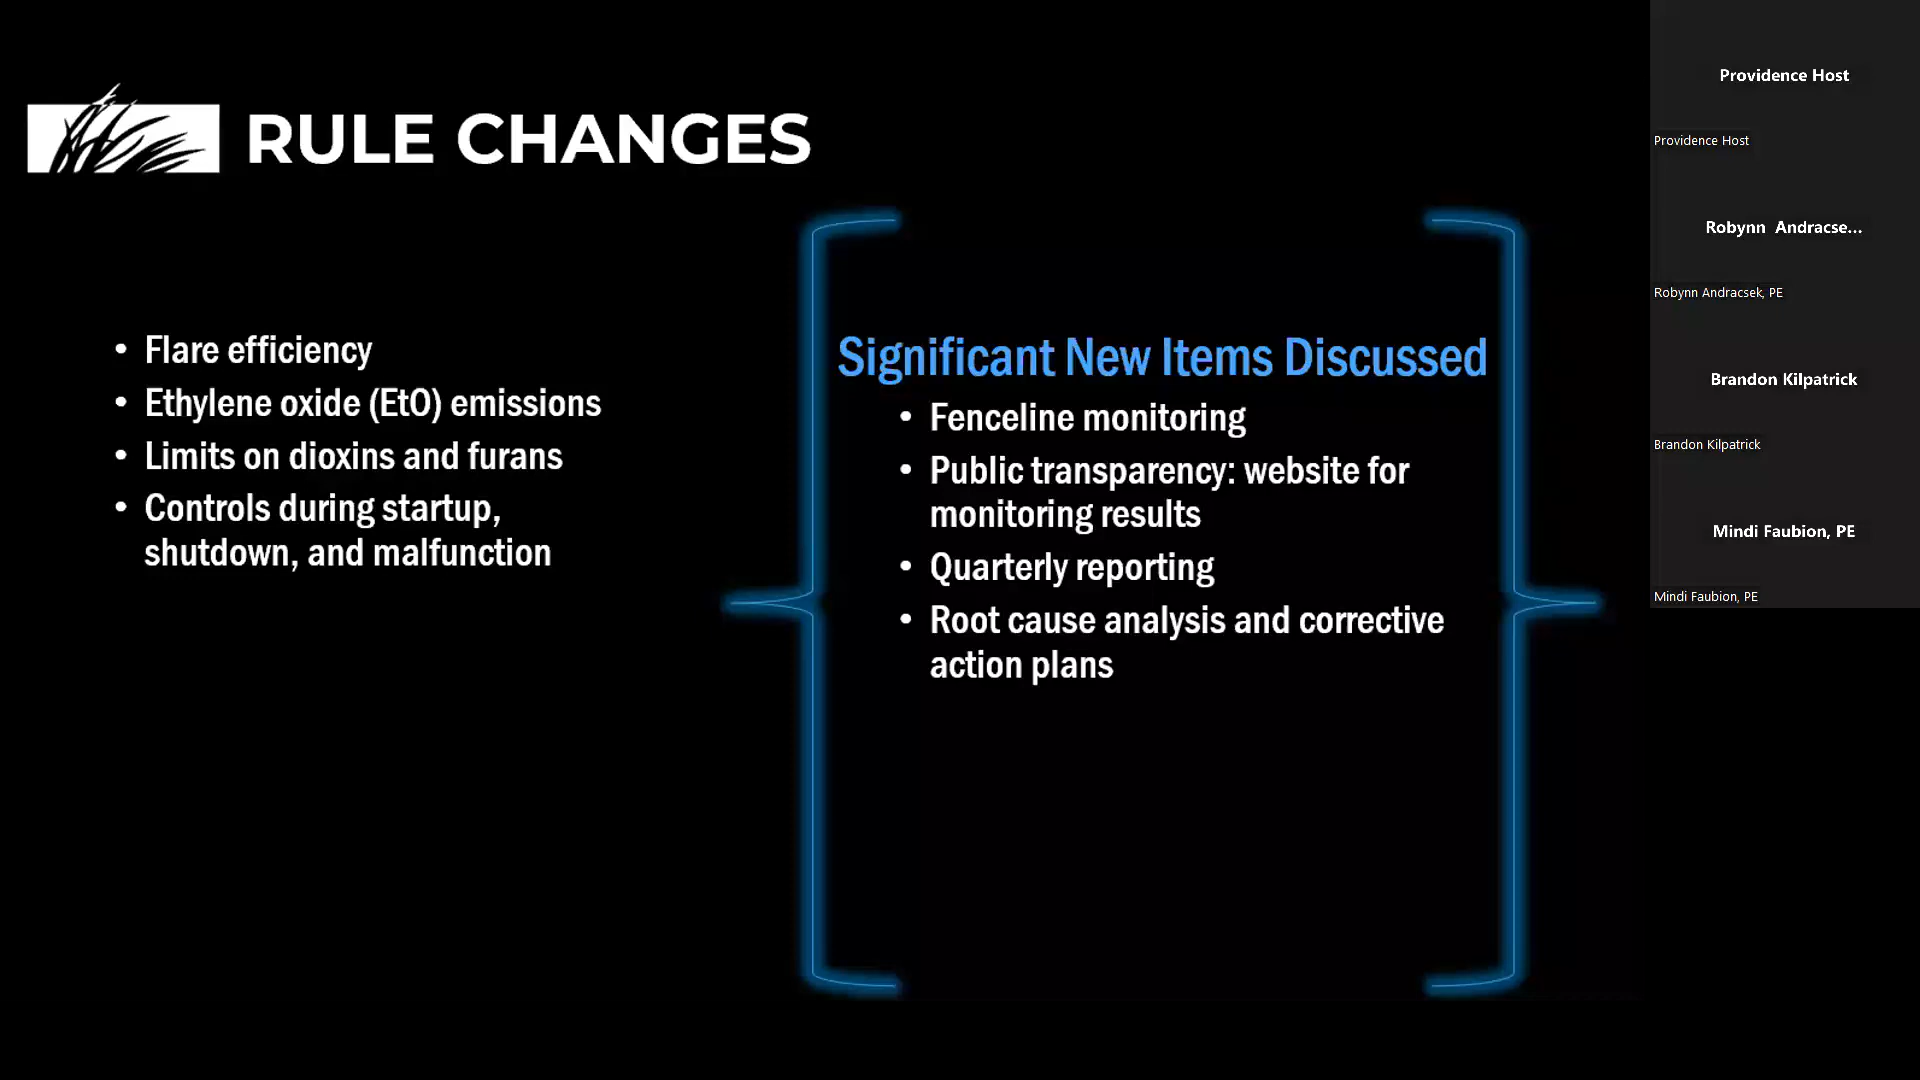 RULE CHANGES
• Flare efficiency
• Ethylene oxide (EtO) emissions
• Limits on dioxins and furans
• Controls during startup,
shutdown, and malfunction
Significant New Items Discussed
• Fenceline monitoring
• Public transparency: website for
monitoring results
• Quarterly reporting
• Root cause analysis and corrective
action plans
Providence Host
Providence Host
Robynn Andracse...
Robynn Andracsek, PE
Brandon Kilpatrick
Brandon Kilpatrick
Mindi Faubion, PE
Mindi Faubion, PE